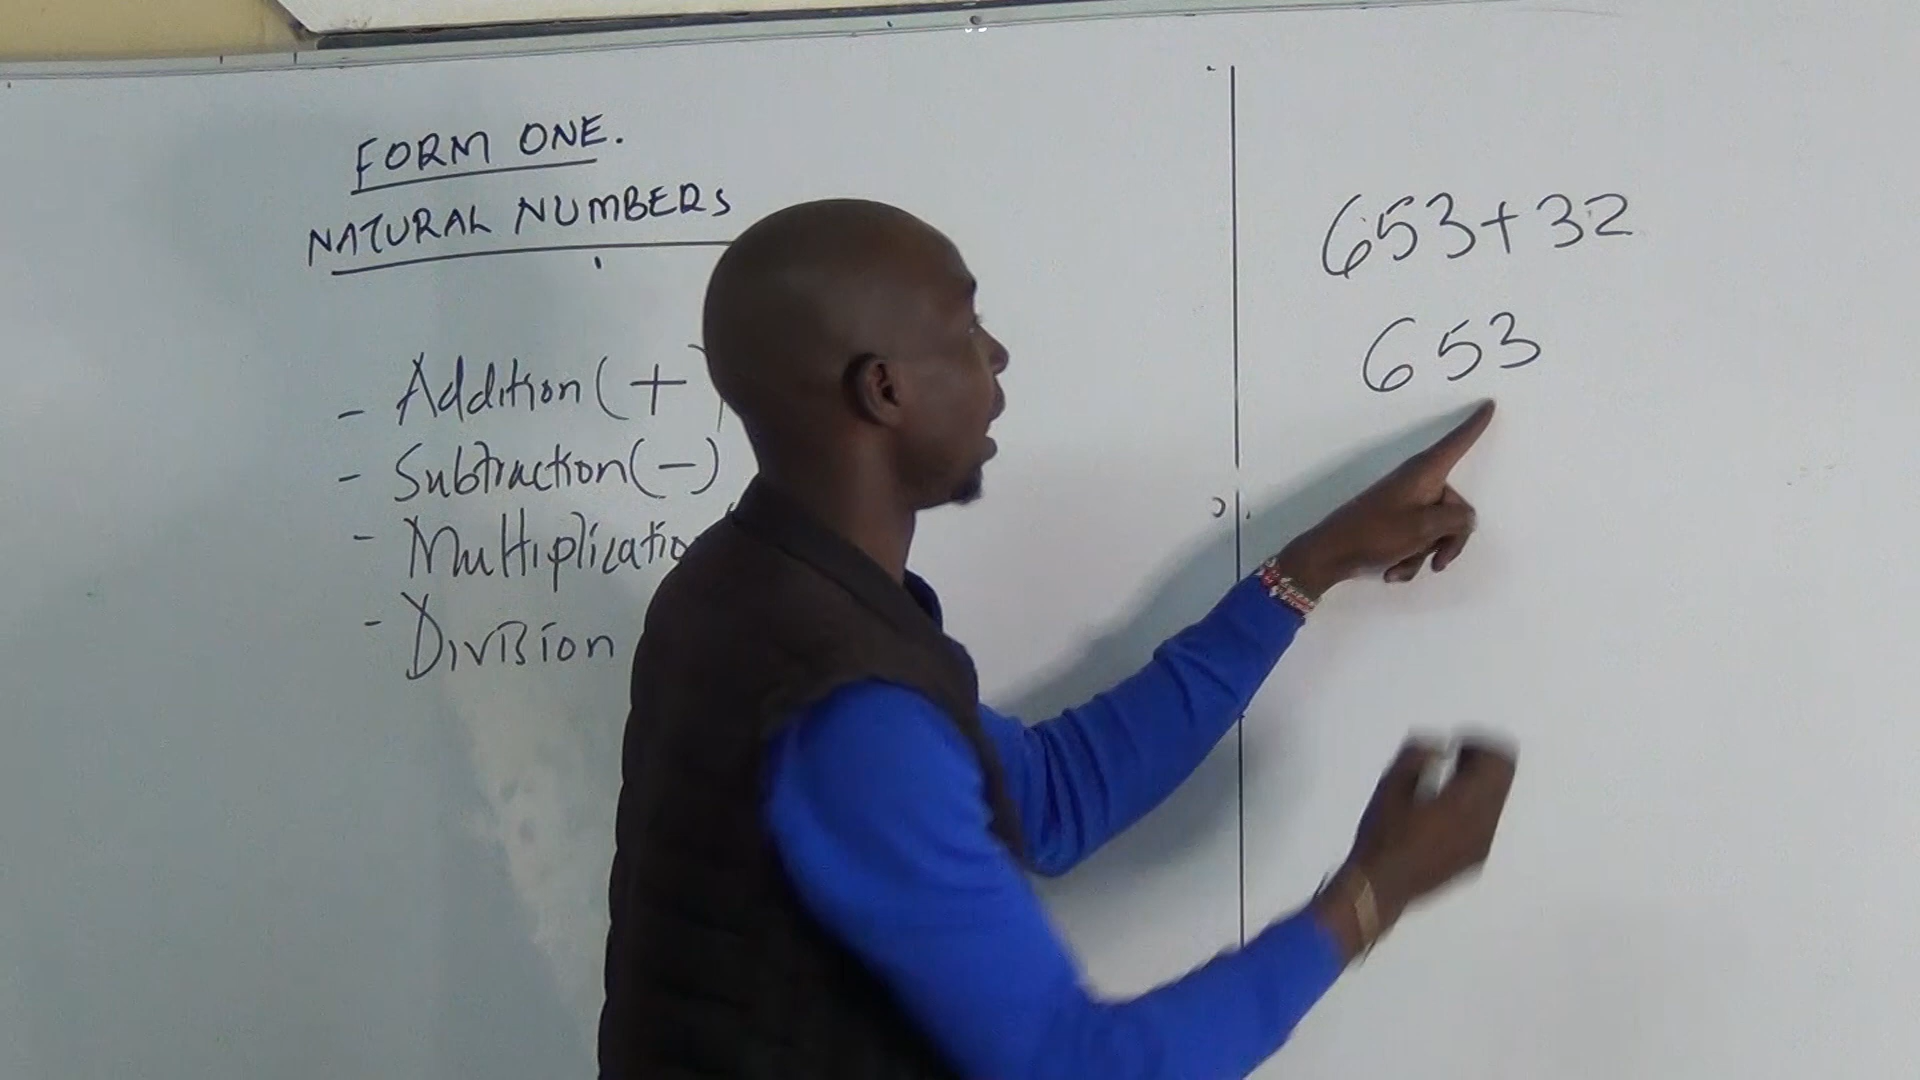 FORM ONE.
NATURAL NUMBERS
- Addition (+)
- Subtraction (-)
- Multiplicatio
- Division
653+32
653